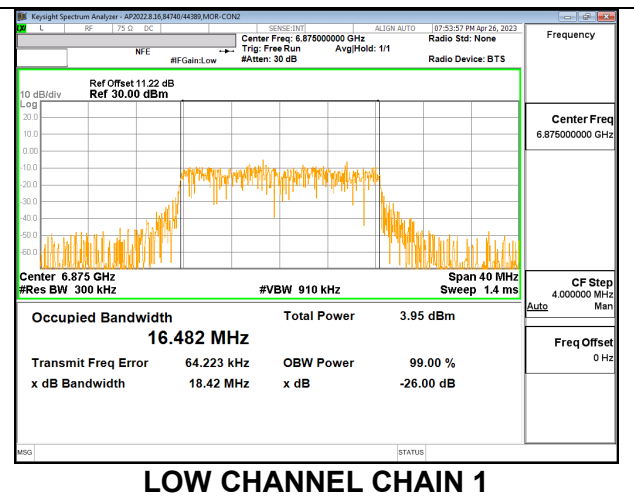 Keysight Spectrum Analyzer - AP2022.8.16,84740/44389,MOR-CON2
L RF 75 Ω DC SENSE:INT ALIGN AUTO 07:53:57 PM Apr 26, 2023
Center Freq: 6.875000000 GHz Radio Std: None
NFE Trig: Free Run Avg|Hold: 1/1
#IFGain:Low #Atten: 30 dB Radio Device: BTS
Frequency
Ref Offset 11.22 dB
10 dB/div Ref 30.00 dBm
Log
20.0
10.0
0.00
-10.0
-20.0
-30.0
-40.0
-50.0
-60.0
Center 6.875 GHz Span 40 MHz
#Res BW 300 kHz #VBW 910 kHz Sweep 1.4 ms
Occupied Bandwidth Total Power 3.95 dBm
16.482 MHz
Transmit Freq Error 64.223 kHz OBW Power 99.00 %
x dB Bandwidth 18.42 MHz x dB -26.00 dB
Center Freq
6.875000000 GHz
CF Step
4.000000 MHz
Auto Man
Freq Offset
0 Hz
MSG STATUS
LOW CHANNEL CHAIN 1